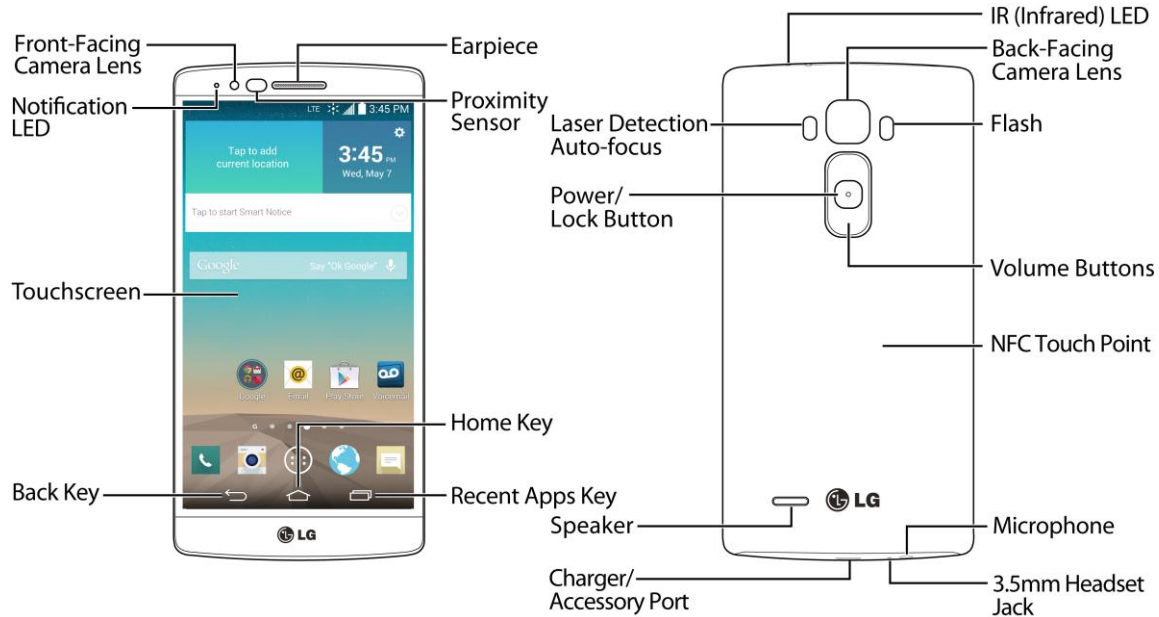 Front-Facing
Camera Lens
Notification
LED
Touchscreen
Back Key
Earpiece
Proximity
Sensor
Home Key
Recent Apps Key
LTE 3:45 PM
Tap to add
current location
3:45 PM
Wed, May 7
Tap to start Smart Notice
Google Say "Ok Google"
Google Email Play Store Voicemail
LG
IR (Infrared) LED
Back-Facing
Camera Lens
Laser Detection
Auto-focus
Flash
Power/
Lock Button
Volume Buttons
NFC Touch Point
Speaker
LG
Microphone
Charger/
Accessory Port
3.5mm Headset
Jack